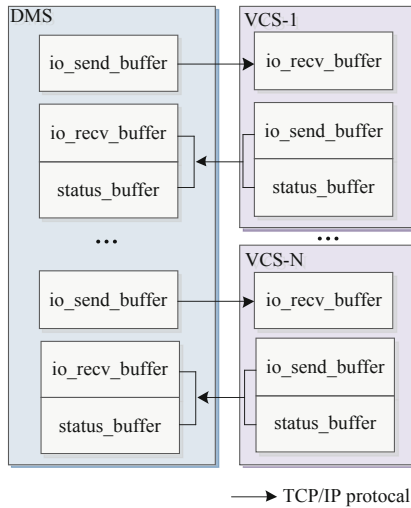 DMS
io_send_buffer
io_recv_buffer
status_buffer
...
io_send_buffer
io_recv_buffer
status_buffer
VCS-1
io_recv_buffer
io_send_buffer
status_buffer
...
VCS-N
io_recv_buffer
io_send_buffer
status_buffer
TCP/IP protocal